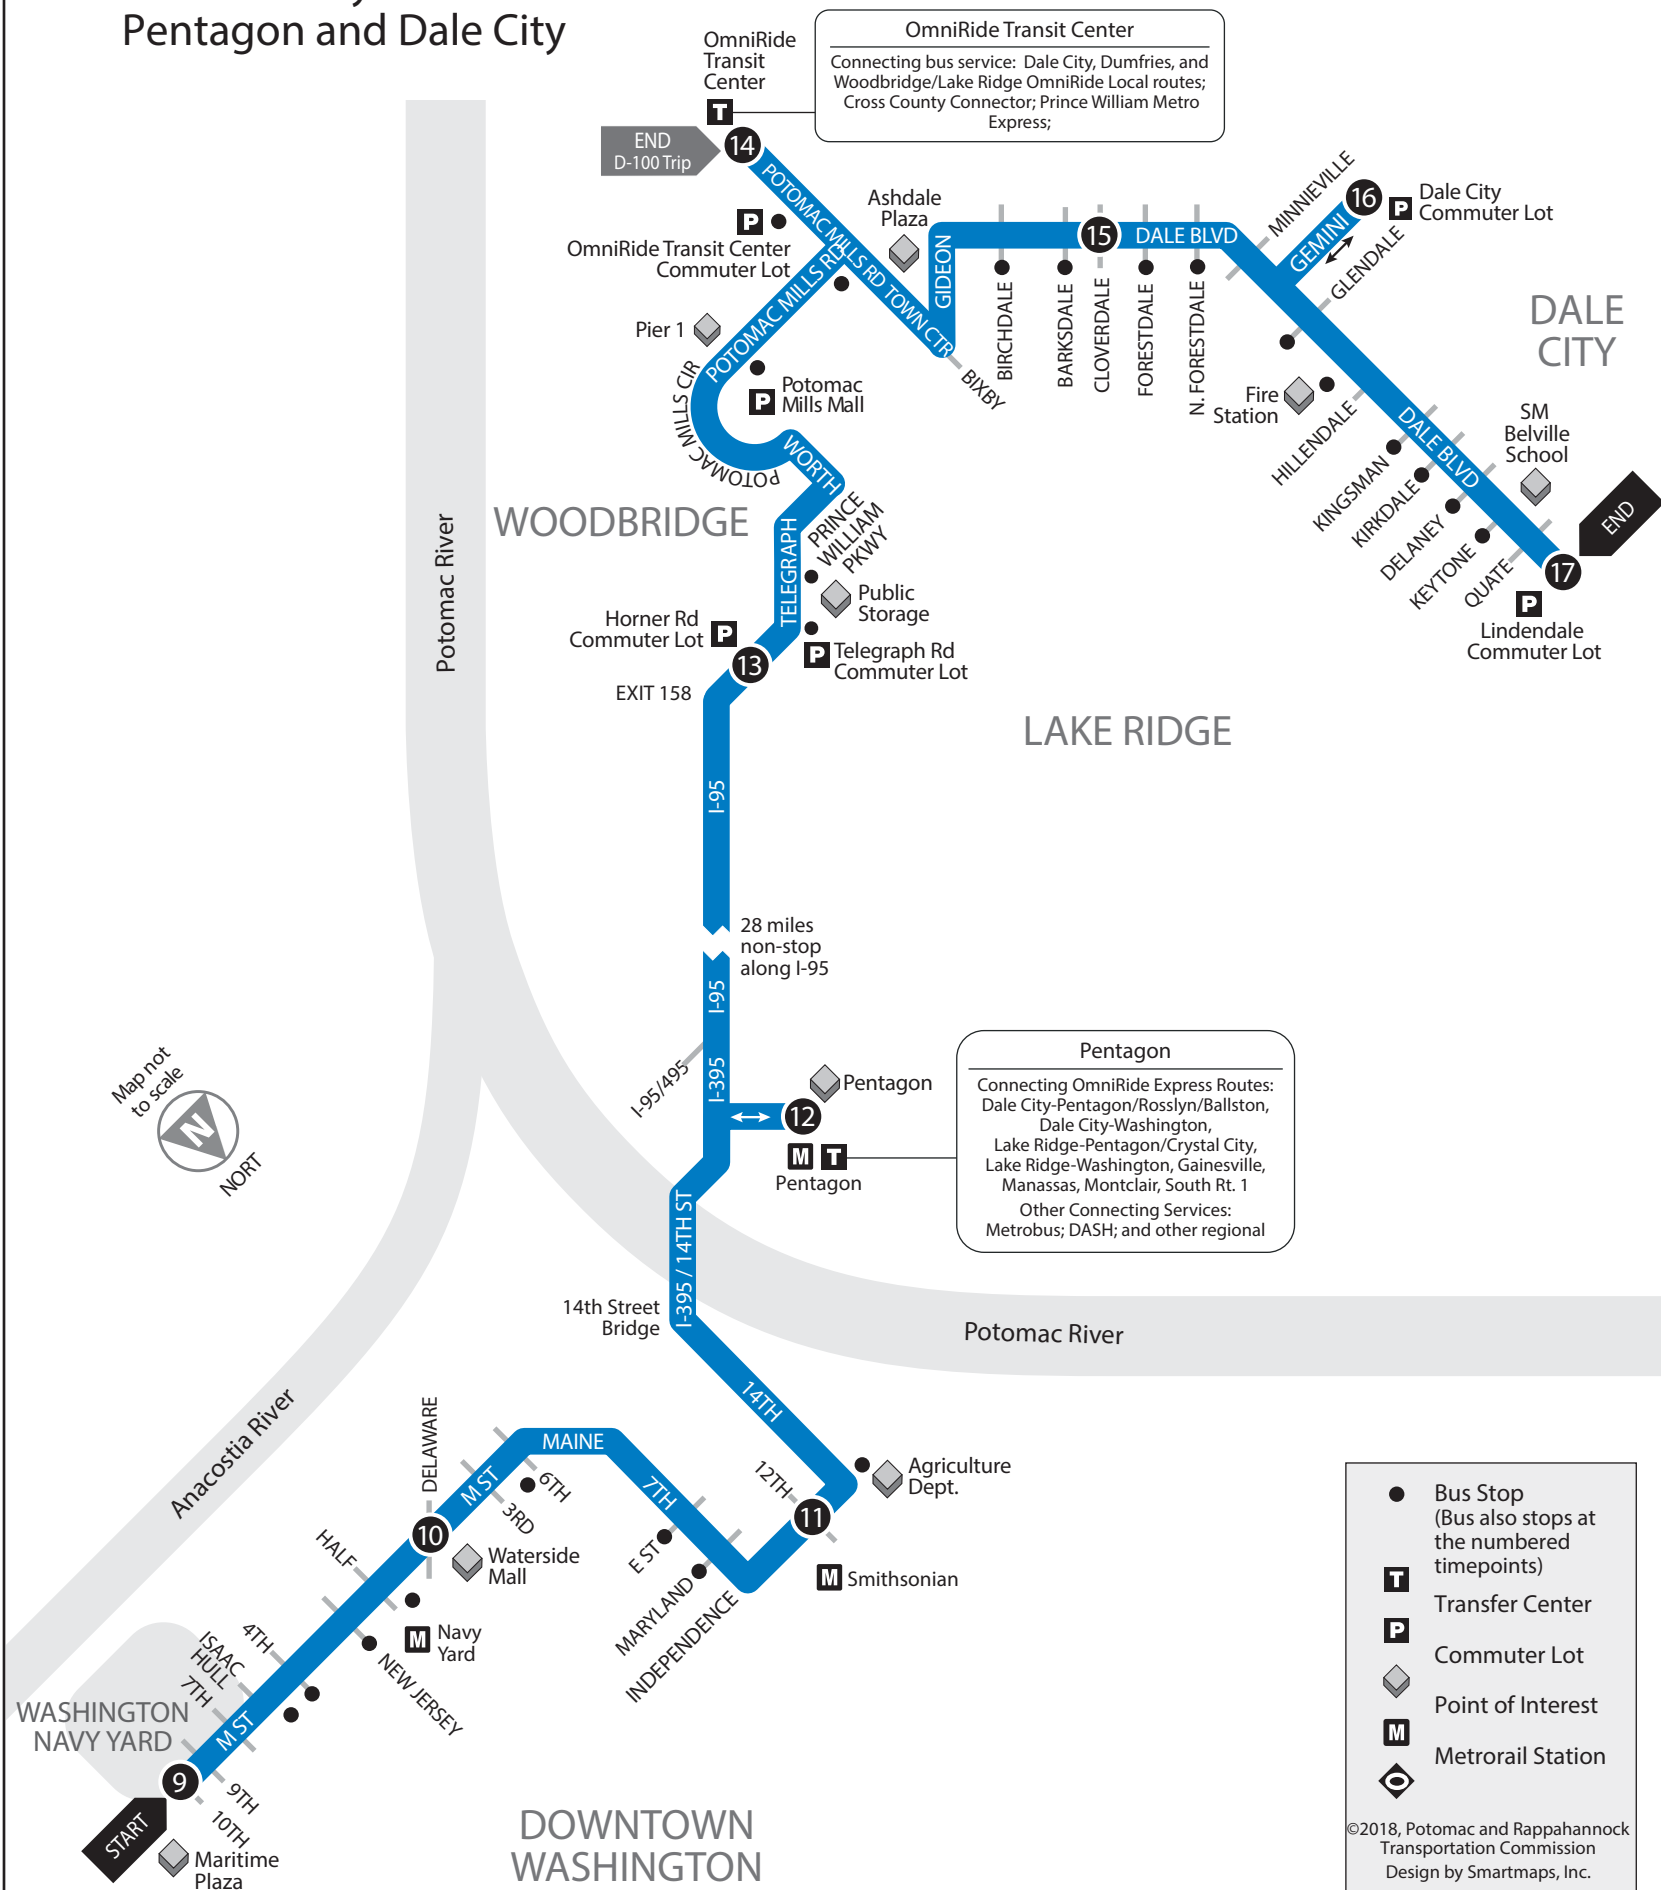 Pentagon and Dale City
OmniRide
Transit
Center
T
OmniRide Transit Center
Connecting bus service: Dale City, Dumfries, and
Woodbridge/Lake Ridge OmniRide Local routes;
Cross County Connector; Prince William Metro
Express;
END
D-100 Trip
14
POTOMAC MILLS RD TOWN CTR
P
OmniRide Transit Center
Commuter Lot
Ashdale
Plaza
GIDEON
BIXBY
BIRCHDALE
BARKSDALE
15
CLOVERDALE
DALE BLVD
FORESTDALE
N. FORESTDALE
MINNIEVILLE
16
P
Dale City
Commuter Lot
GEMINI
GLENDALE
DALE
CITY
Pier 1
POTOMAC MILLS RD
POTOMAC MILLS CIR
P
Potomac
Mills Mall
Fire
Station
HILLENDALE
DALE BLVD
KINGSMAN
KIRKDALE
DELANEY
KEYTONE
QUATE
SM
Belville
School
END
17
P
Lindendale
Commuter Lot
WORTH
WOODBRIDGE
PRINCE
WILLIAM
PKWY
TELEGRAPH
Public
Storage
Horner Rd
Commuter Lot
P
P
Telegraph Rd
Commuter Lot
13
EXIT 158
Potomac River
LAKE RIDGE
I-95
28 miles
non-stop
along I-95
I-95
I-95/495
I-395
Pentagon
12
M T
Pentagon
Pentagon
Connecting OmniRide Express Routes:
Dale City-Pentagon/Rosslyn/Ballston,
Dale City-Washington,
Lake Ridge-Pentagon/Crystal City,
Lake Ridge-Washington, Gainesville,
Manassas, Montclair, South Rt. 1
Other Connecting Services:
Metrobus; DASH; and other regional
Map not
to scale
N
NORT
I-395 / 14TH ST
14th Street
Bridge
Potomac River
14TH
Anacostia River
DELAWARE
MAINE
M ST
6TH
3RD
7TH
12TH
Agriculture
Dept.
11
10
HALF
Waterside
Mall
E ST
MARYLAND
INDEPENDENCE
M
Smithsonian
M
Navy
Yard
NEW JERSEY
4TH
ISAAC
HULL
7TH
M ST
WASHINGTON
NAVY YARD
9
9TH
10TH
START
Maritime
Plaza
DOWNTOWN
WASHINGTON
Bus Stop
(Bus also stops at
the numbered
timepoints)
T
Transfer Center
P
Commuter Lot
Point of Interest
M
Metrorail Station
©2018, Potomac and Rappahannock
Transportation Commission
Design by Smartmaps, Inc.